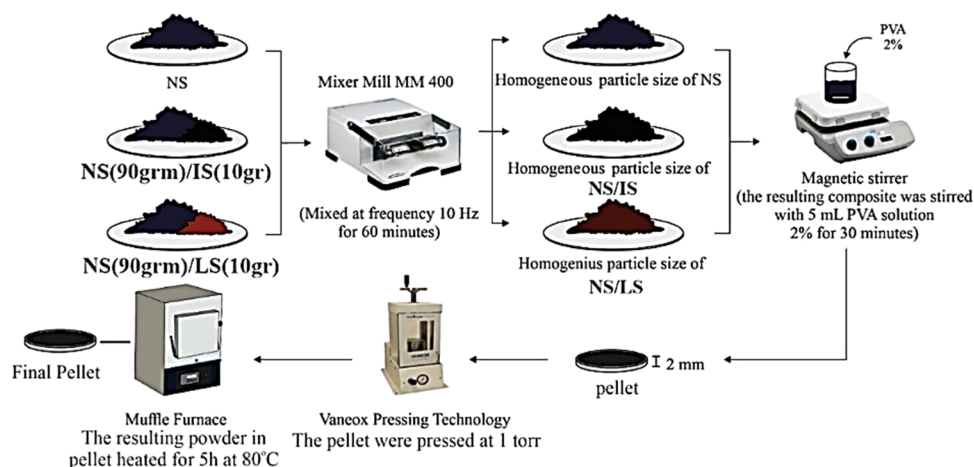 NS
NS(90grm)/IS(10gr)
NS(90grm)/LS(10gr)
Mixer Mill MM 400
(Mixed at frequency 10 Hz
for 60 minutes)
Homogeneous particle size of NS
Homogeneous particle size of
NS/IS
Homogenius particle size of
NS/LS
PVA
2%
Magnetic stirrer
(the resulting composite was stirred
with 5 mL PVA solution
2% for 30 minutes)
2 mm
pellet
Vaneox Pressing Technology
The pellet were pressed at 1 torr
Muffle Furnace
The resulting powder in
pellet heated for 5h at 80°C
Final Pellet